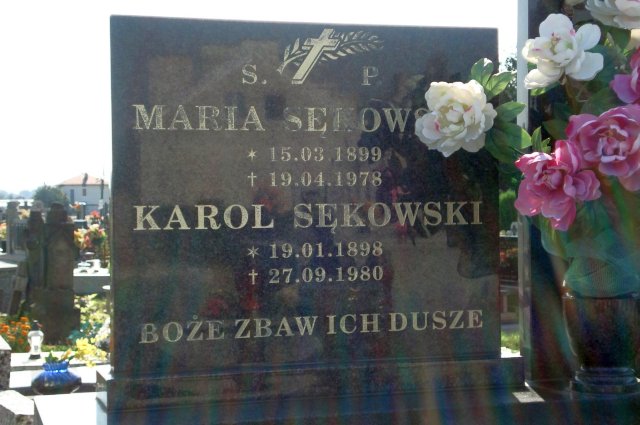 S. P
MARIA
* 15.03 1899
† 19.04.1978
KAROL SĘKOWSKI
* 19.01.1898
† 27.09.1980
BOŻE ZBAW ICH DUSZE